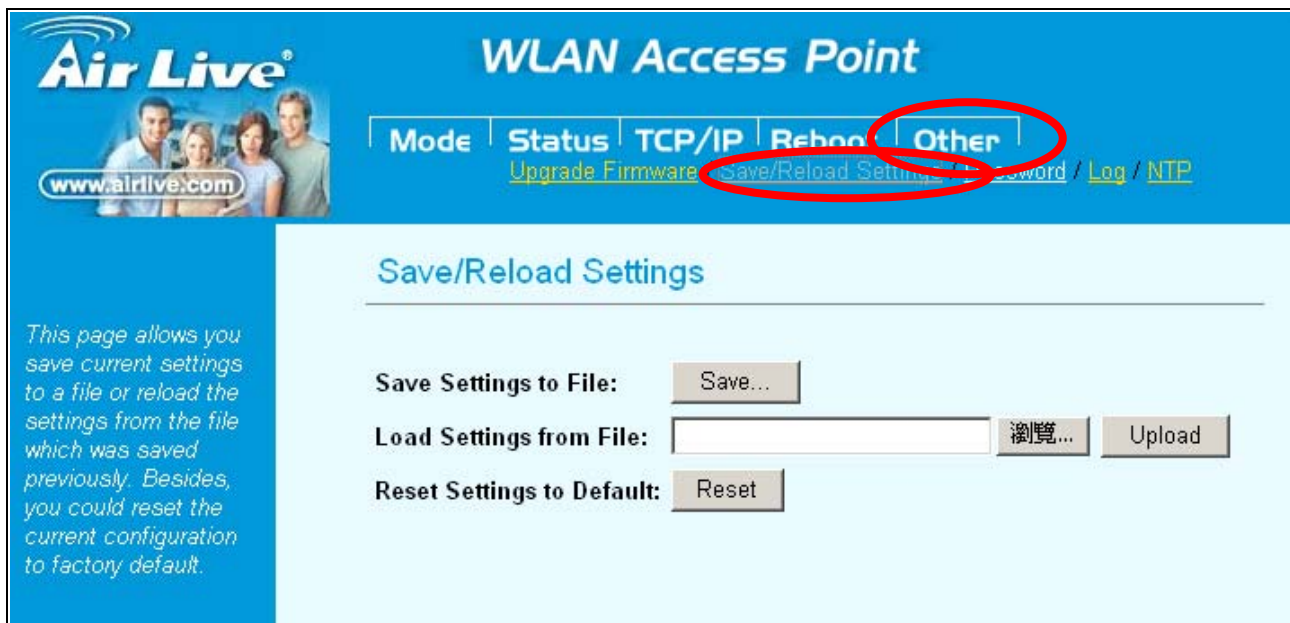 Air Live®
www.airlive.com
WLAN Access Point
Mode Status TCP/IP Reboot Other
Upgrade Firmware / Save/Reload Settings / Password / Log / NTP
This page allows you
save current settings
to a file or reload the
settings from the file
which was saved
previously. Besides,
you could reset the
current configuration
to factory default.
Save/Reload Settings
Save Settings to File: Save...
Load Settings from File: 瀏覽... Upload
Reset Settings to Default: Reset